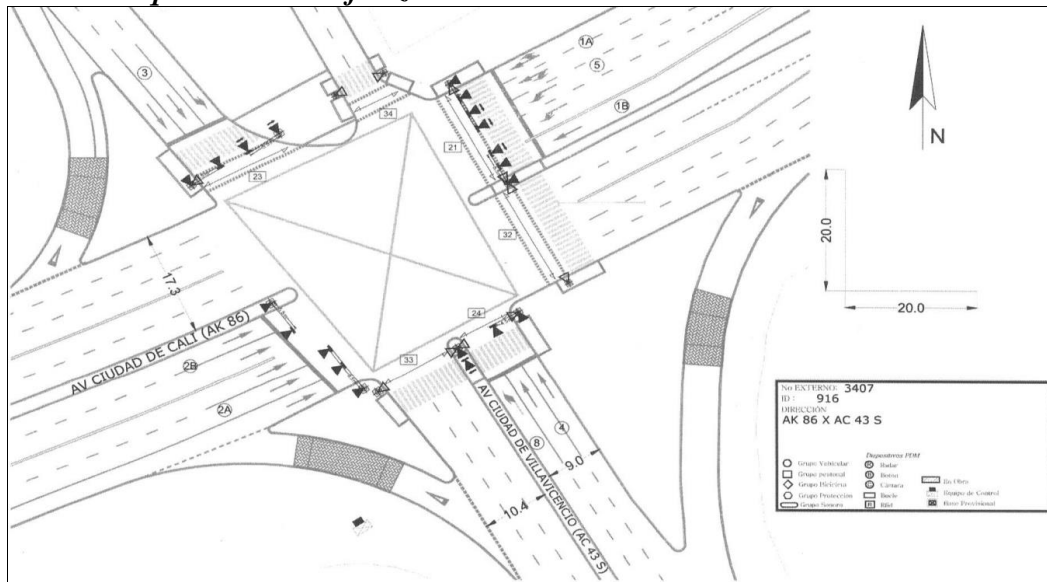 1A
3
5
34
1B
21
23
N
32
20.0
17.3
20.0
24
AV CIUDAD DE CALI (AK 86)
33
2B
2A
No EXTERNO: 3407
ID : 916
DIRECCIÓN
AK 86 X AC 43 S
4
8
9.0
AV CIUDAD DE VILLAVICENCIO (AC 43 S)
10.4
Dispositivos PDM
Grupo Vehicular
Radar
Grupo peatonal
Grupo Bicicleta
Cámara
Grupo Protección
Bucle
Grupo Sonoro
En Obra
Equipo de Control
Base Provisional